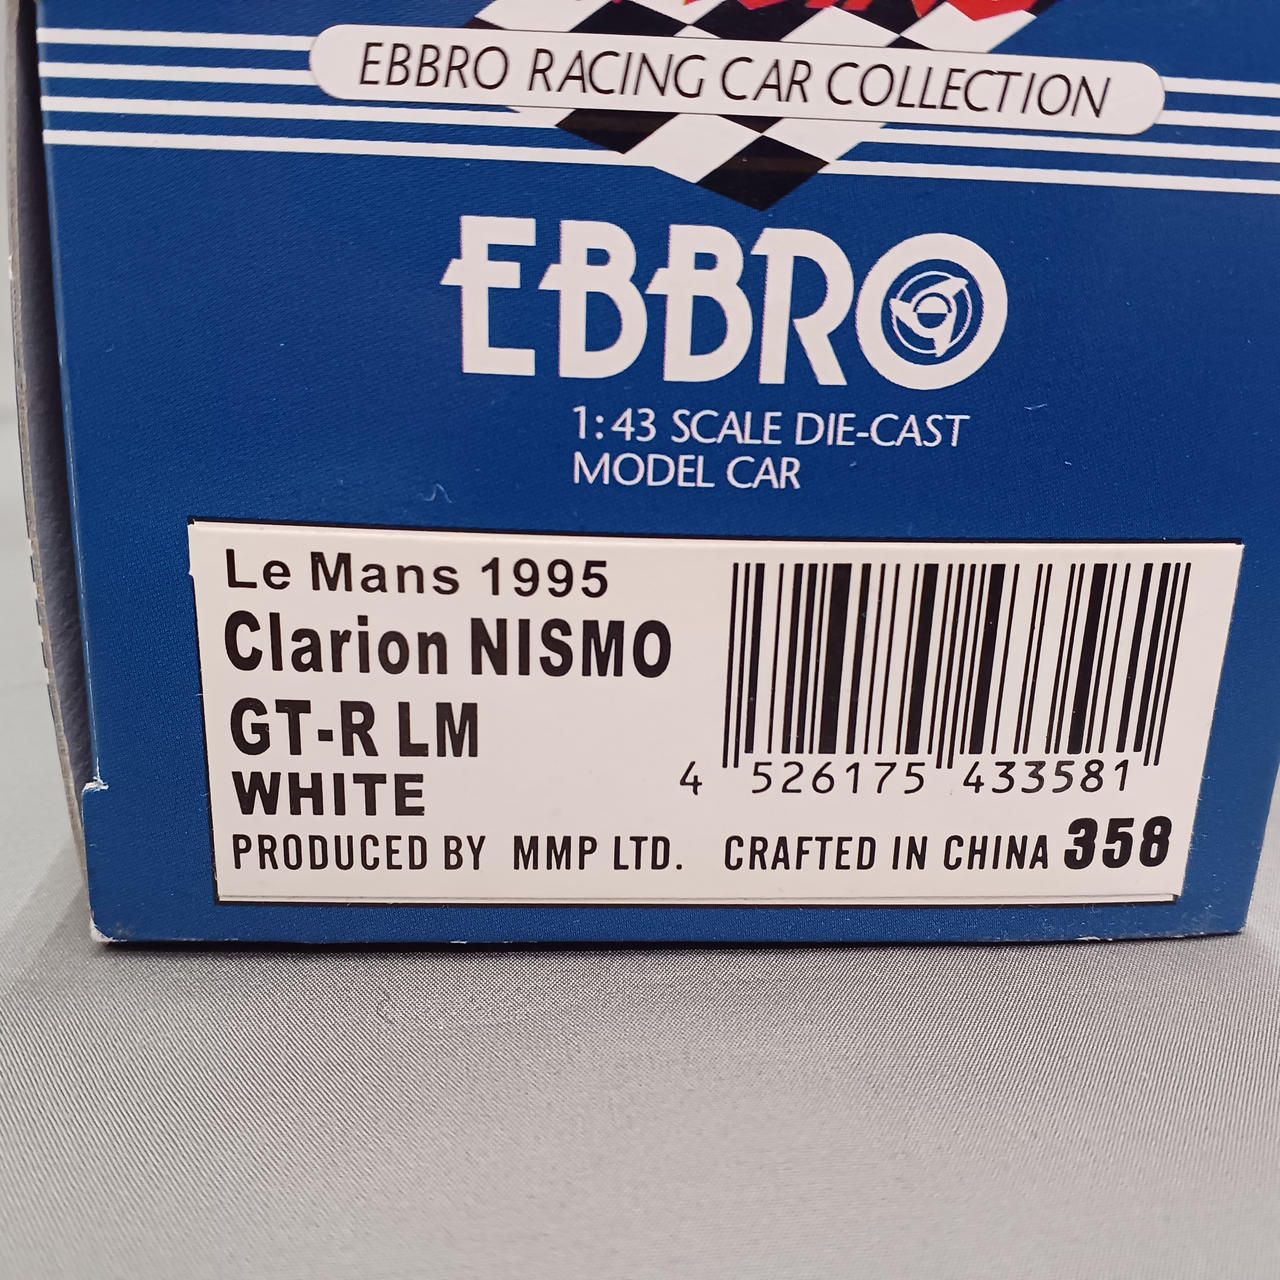 EBBRO RACING CAR COLLECTION
EBBRO
1:43 SCALE DIE-CAST
MODEL CAR
Le Mans 1995
Clarion NISMO
GT-R LM
WHITE
4 526175 433581
PRODUCED BY MMP LTD. CRAFTED IN CHINA 358